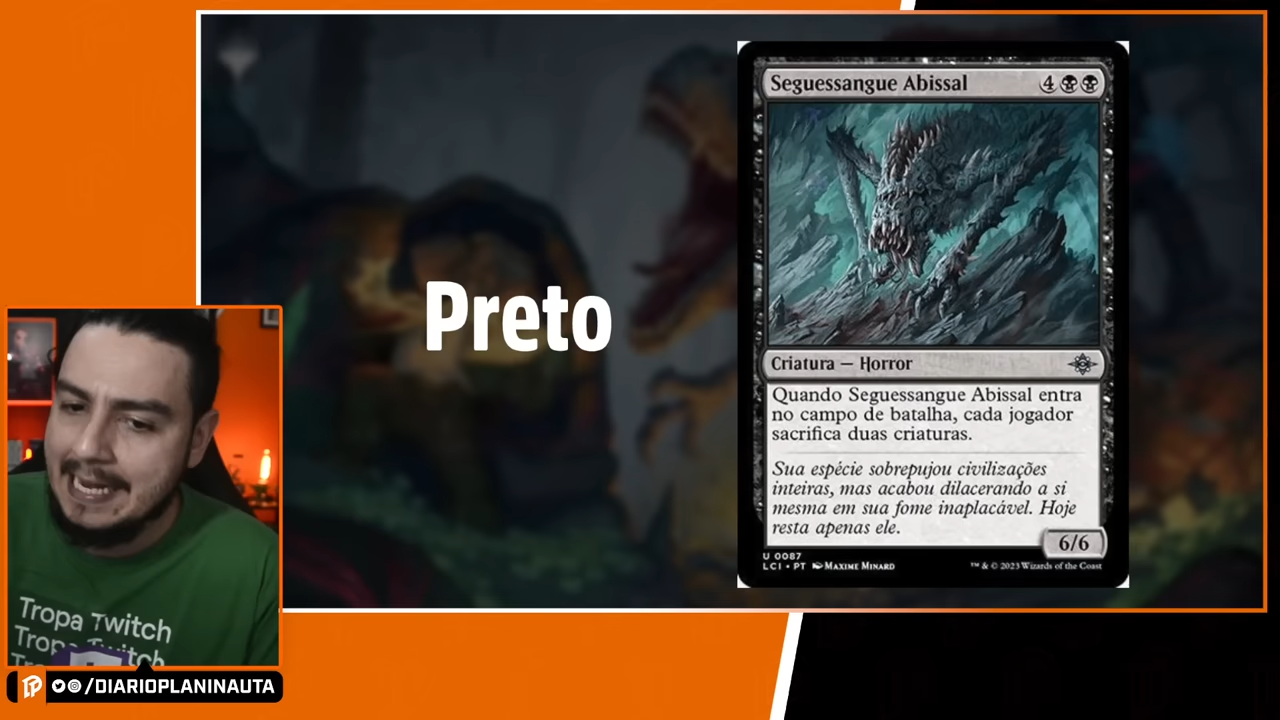 Preto
Seguessangue Abissal 4
Criatura — Horror
Quando Seguessangue Abissal entra
no campo de batalha, cada jogador
sacrifica duas criaturas.
Sua espécie sobrepujou civilizações
inteiras, mas acabou dilacerando a si
mesma em sua fome inaplacável. Hoje
resta apenas ele.
6/6
U 0087
LCI • PT MAXIME MINARD
™ & © 2023 Wizards of the Coast
Tropa Twitch
Tropa Twitch
/DIARIOPLANINAUTA